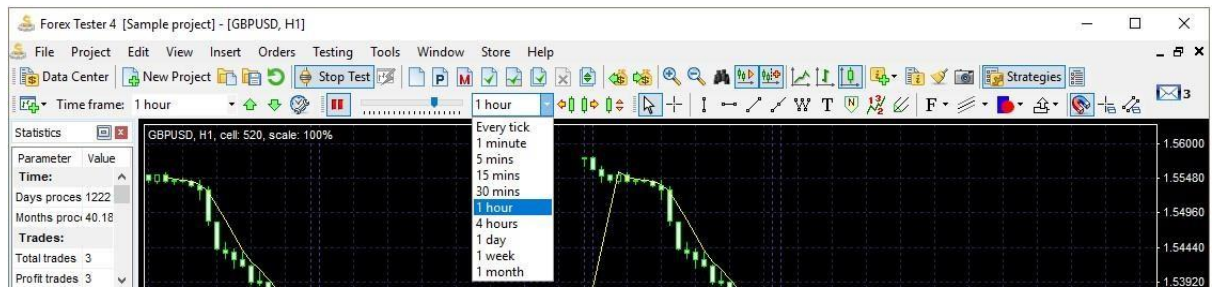 Forex Tester 4 [Sample project] - [GBPUSD, H1]
File Project Edit View Insert Orders Testing Tools Window Store Help
Data Center New Project Stop Test P M Strategies
Time frame: 1 hour 1 hour W T F 3
Statistics
GBPUSD, H1, cell: 520, scale: 100%
Parameter Value
Time:
Days proces 1222
Months proc 40.18
Trades:
Total trades 3
Profit trades 3
Every tick
1 minute
5 mins
15 mins
30 mins
1 hour
4 hours
1 day
1 week
1 month
1.56000
1.55480
1.54960
1.54440
1.53920